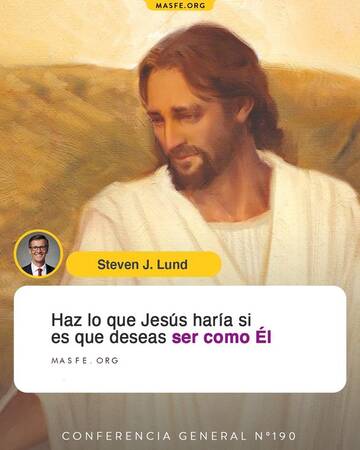 MASFE.ORG
Steven J. Lund
Haz lo que Jesús haría si
es que deseas ser como Él
MASFE.ORG
CONFERENCIA GENERAL N°190